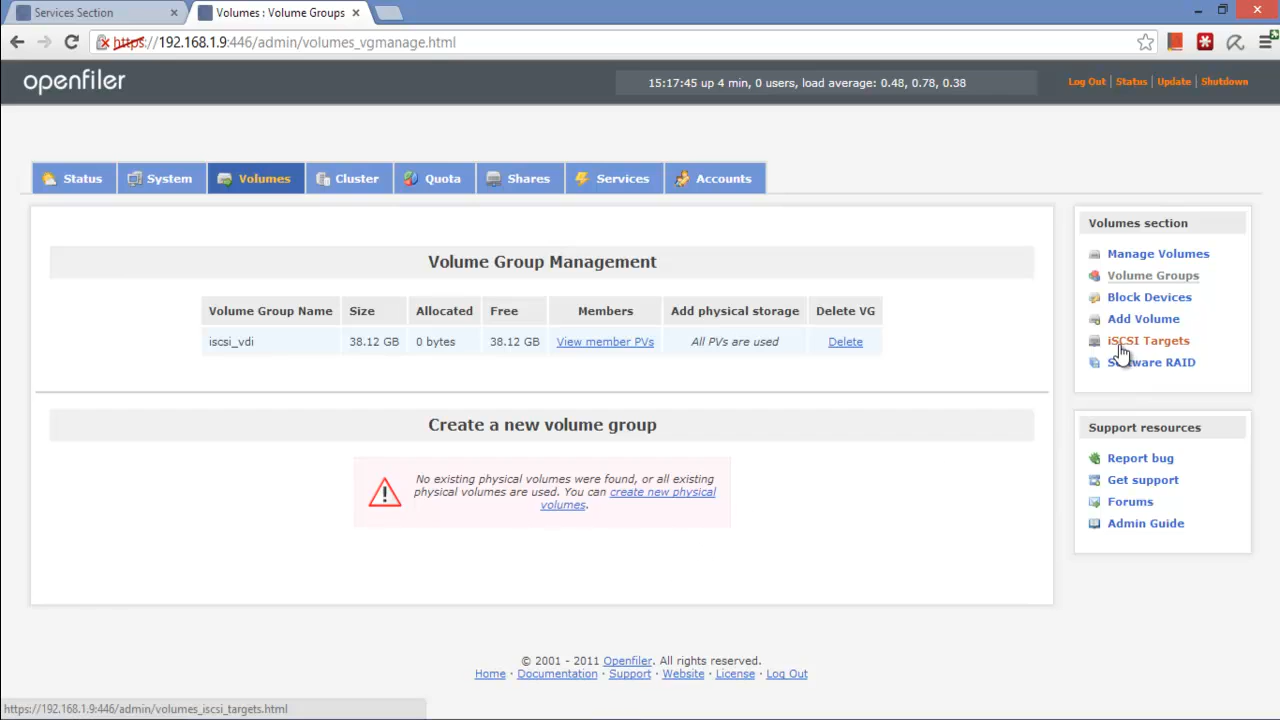 Services Section
Volumes : Volume Groups
https://192.168.1.9:446/admin/volumes_vgmanage.html
openfiler
15:17:45 up 4 min, 0 users, load average: 0.48, 0.78, 0.38
Log Out | Status | Update | Shutdown
Status
System
Volumes
Cluster
Quota
Shares
Services
Accounts
Volume Group Management
Volume Group Name Size Allocated Free Members Add physical storage Delete VG
iscsi_vdi 38.12 GB 0 bytes 38.12 GB View member PVs All PVs are used Delete
Create a new volume group
No existing physical volumes were found, or all existing
physical volumes are used. You can create new physical
volumes.
Volumes section
Manage Volumes
Volume Groups
Block Devices
Add Volume
iSCSI Targets
RAID
Support resources
Report bug
Get support
Forums
Admin Guide
© 2001 - 2011 Openfiler. All rights reserved.
Home · Documentation · Support · Website · License · Log Out
https://192.168.1.9:446/admin/volumes_iscsi_targets.html